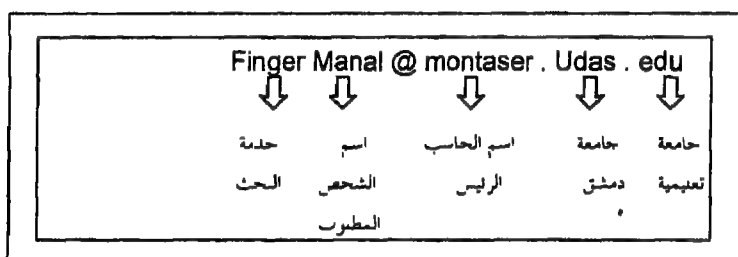 Finger Manal @ montaser . Udas . edu
خدمة اسم اسم الحاسب جامعة جامعة
البحث الشخص الرئيس دمشق تعليمية
المطلوب